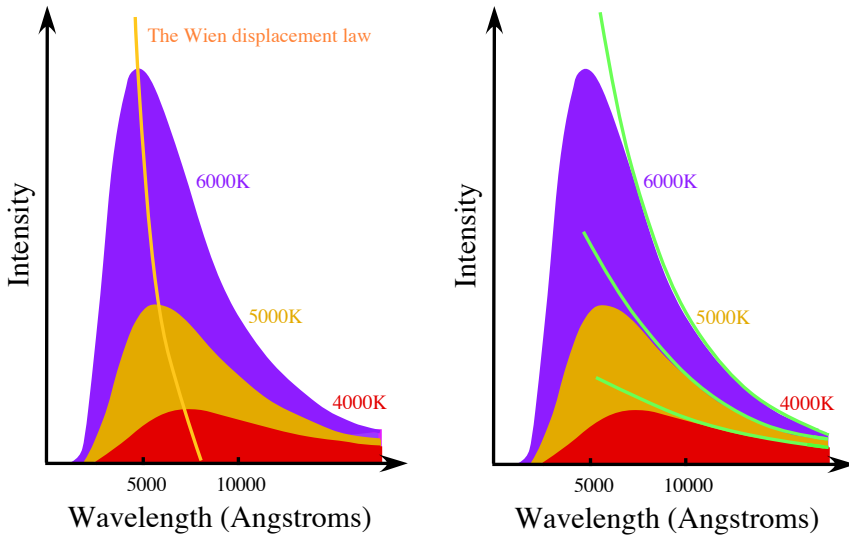 The Wien displacement law
6000K
5000K
4000K
Intensity
5000
10000
Wavelength (Angstroms)
6000K
5000K
4000K
Intensity
5000
10000
Wavelength (Angstroms)